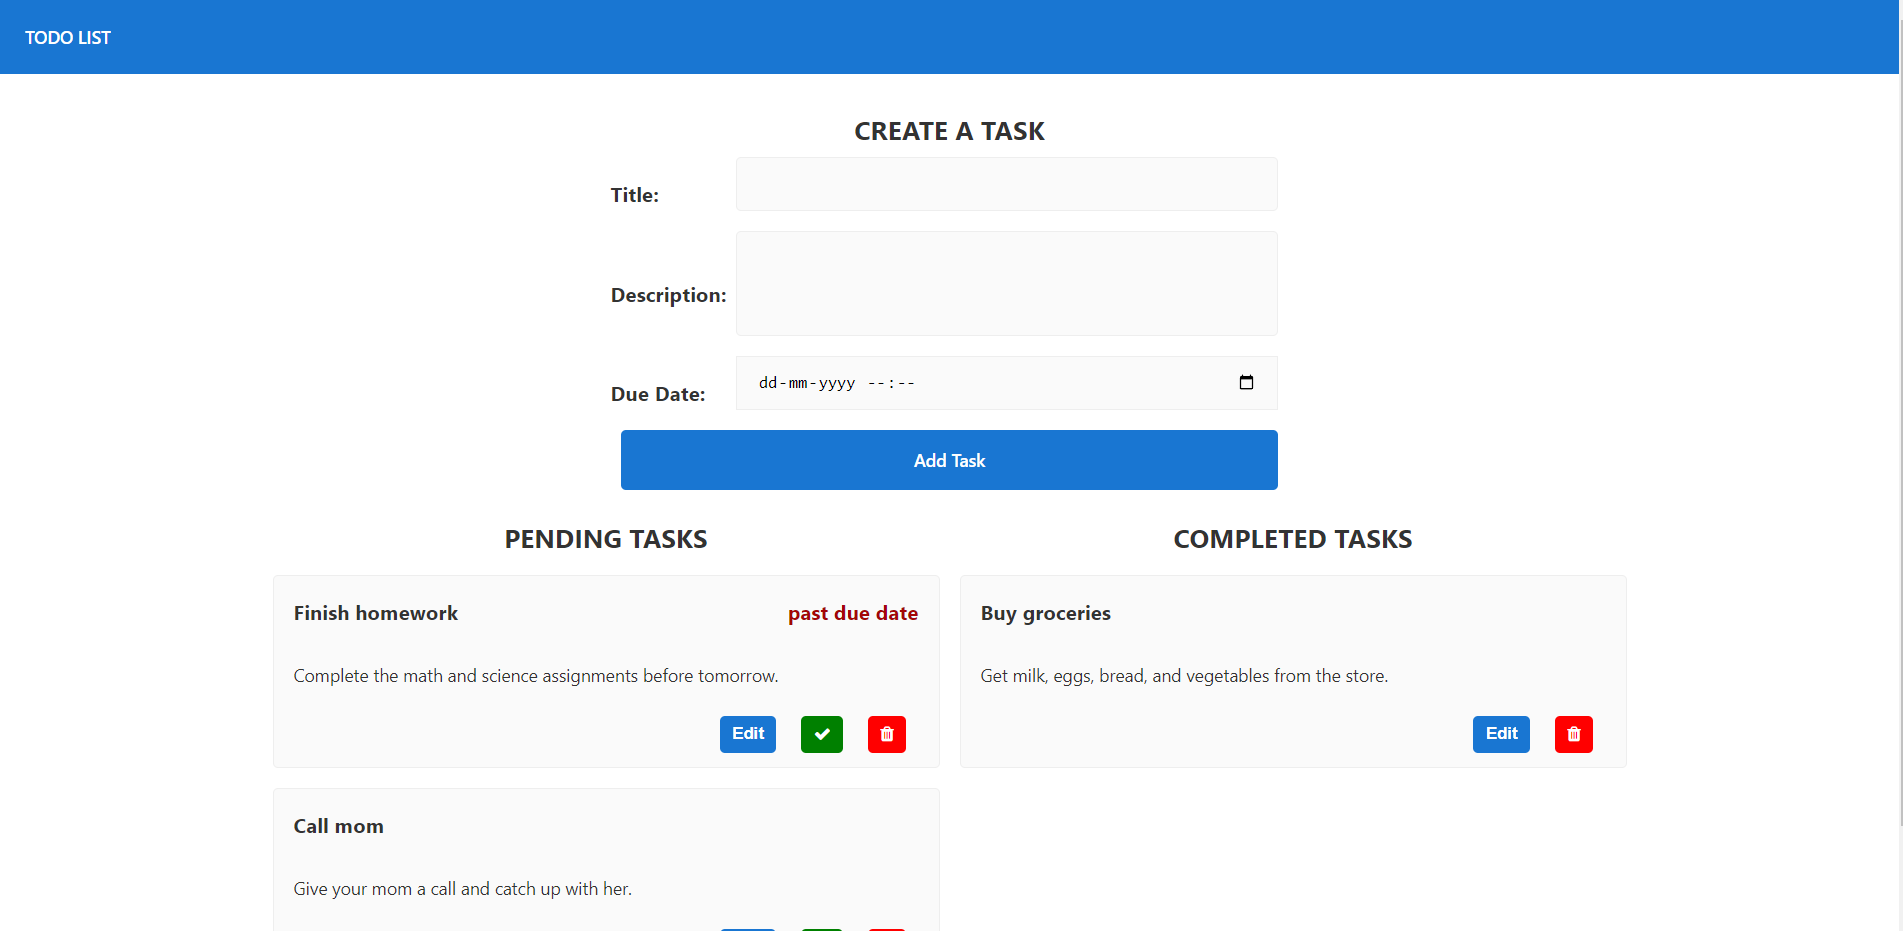 TODO LIST
CREATE A TASK
Title:
Description:
Due Date:
dd-mm-yyyy --:--
Add Task
PENDING TASKS
Finish homework
past due date
Complete the math and science assignments before tomorrow.
Edit
Call mom
Give your mom a call and catch up with her.
COMPLETED TASKS
Buy groceries
Get milk, eggs, bread, and vegetables from the store.
Edit